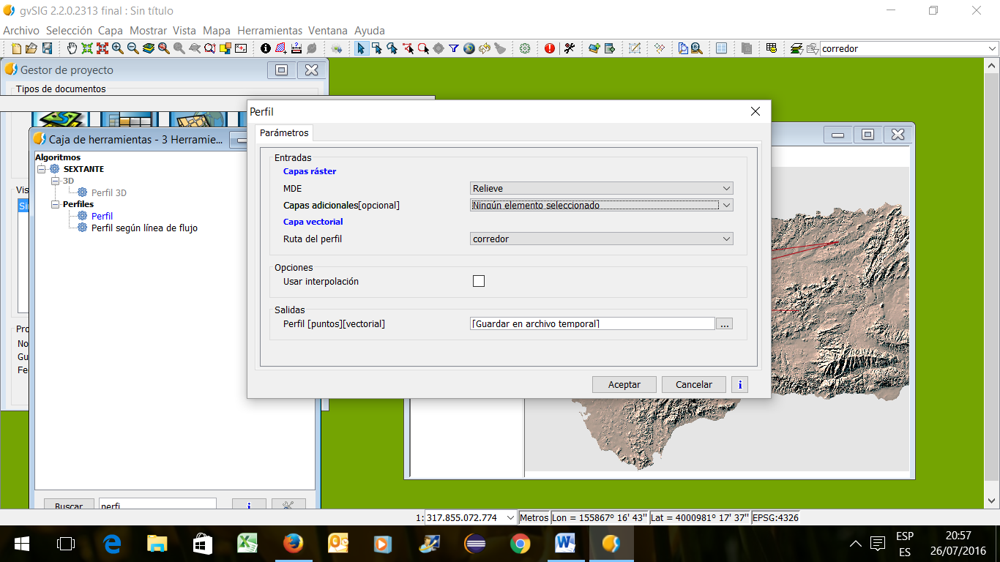 gvSIG 2.2.0.2313 final : Sin título
Archivo Selección Capa Mostrar Vista Mapa Herramientas Ventana Ayuda
corredor
Gestor de proyecto
Tipos de documentos
Perfil
Caja de herramientas - 3 Herramie...
Parámetros
Algoritmos
SEXTANTE
3D
Perfil 3D
Perfiles
Perfil
Perfil según línea de flujo
Entradas
Capas ráster
MDE
Relieve
Capas adicionales[opcional]
Ningún elemento seleccionado
Capa vectorial
Ruta del perfil
corredor
Opciones
Usar interpolación
Salidas
Perfil [puntos][vectorial]
[Guardar en archivo temporal]
...
Aceptar
Cancelar
i
Vis
Si
Pro
No
Gu
Fe
Buscar
perfi
i
1: 317.855.072.774
Metros
Lon = 155867º 16' 43''
Lat = 4000981º 17' 37''
EPSG:4326
ESP
ES
20:57
26/07/2016